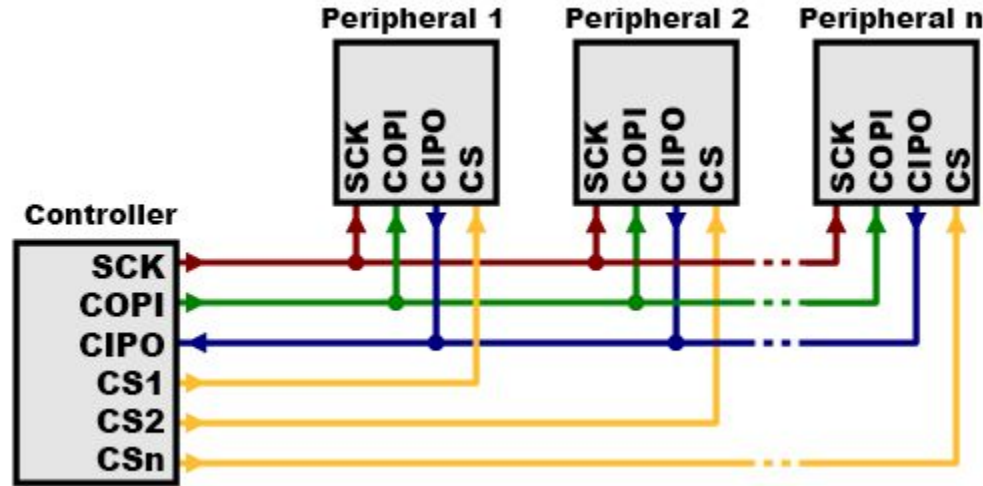 Peripheral 1
Peripheral 2
Peripheral n
SCK
COPI
CIPO
CS
SCK
COPI
CIPO
CS
SCK
COPI
CIPO
CS
Controller
SCK
COPI
CIPO
CS1
CS2
CSn